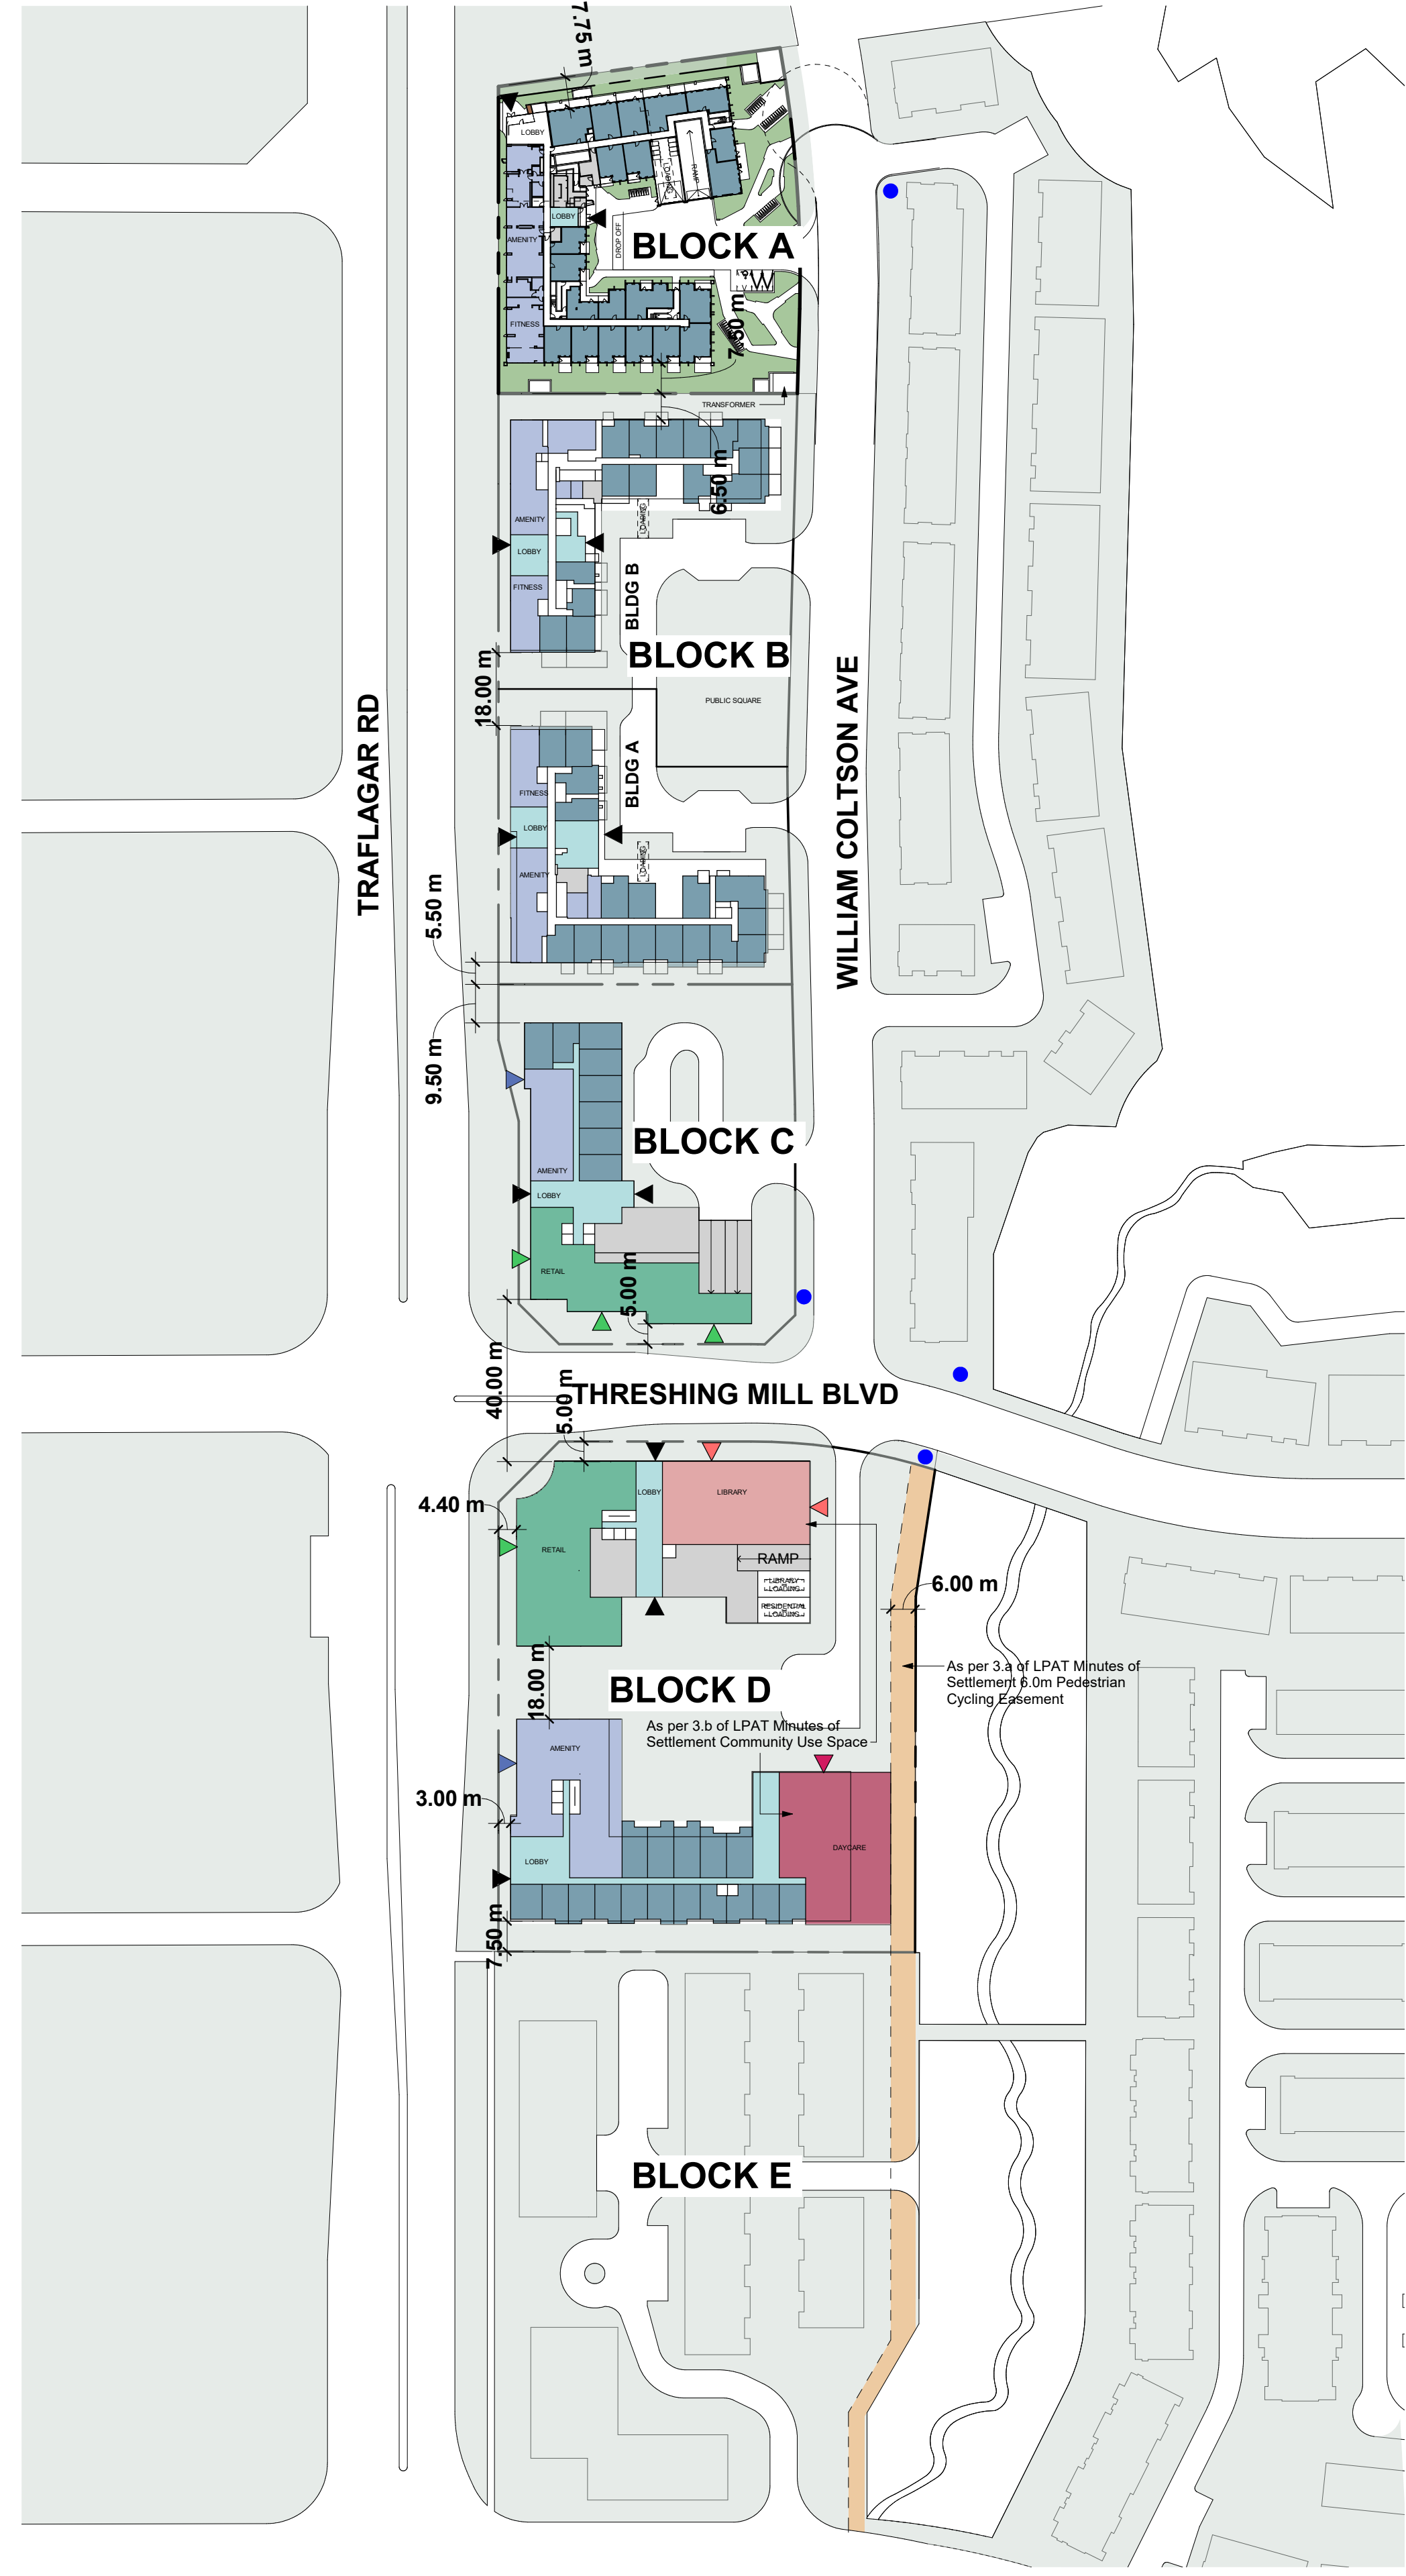 7.75 m
LOBBY
LOADING
RAMP
LOBBY
DROP OFF
BLOCK A
AMENITY
FITNESS
7.50 m
TRANSFORMER
6.50 m
AMENITY
LOADING
LOBBY
FITNESS
BLDG B
BLOCK B
18.00 m
PUBLIC SQUARE
TRAFLAGAR RD
WILLIAM COLTSON AVE
BLDG A
FITNESS
LOBBY
LOADING
AMENITY
5.50 m
9.50 m
BLOCK C
AMENITY
LOBBY
RETAIL
5.00 m
40.00 m
5.00 m
THRESHING MILL BLVD
4.40 m
LOBBY
LIBRARY
RETAIL
RAMP
LIBRARY
LOADING
RESIDENTIAL
LOADING
6.00 m
As per 3.a of LPAT Minutes of
Settlement 6.0m Pedestrian
Cycling Easement
18.00 m
BLOCK D
As per 3.b of LPAT Minutes of
Settlement Community Use Space
AMENITY
3.00 m
DAYCARE
LOBBY
7.50 m
BLOCK E